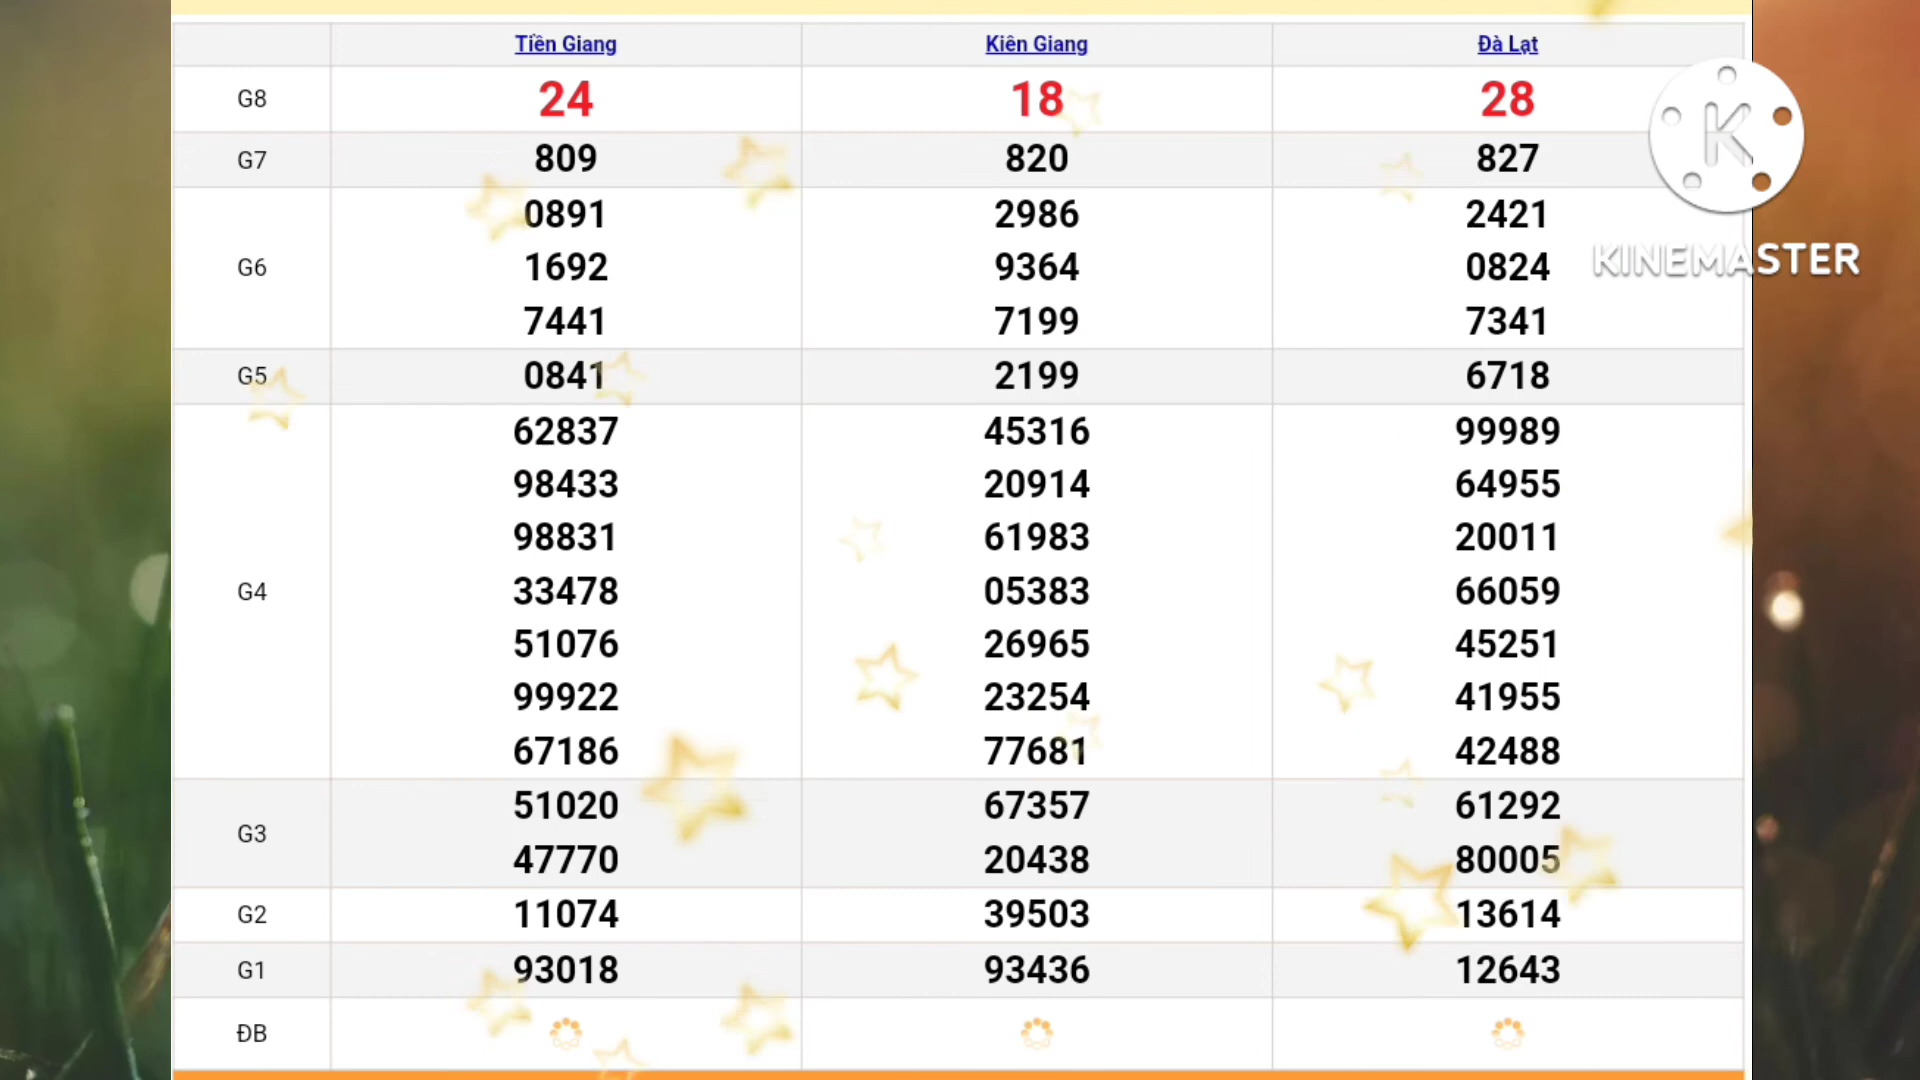 Tiền Giang Kiên Giang Đà Lạt
G8 24 18 28
G7 809 820 827
0891 2986 2421
G6 1692 9364 0824
7441 7199 7341
G5 0841 2199 6718
62837 45316 99989
98433 20914 64955
98831 61983 20011
G4 33478 05383 66059
51076 26965 45251
99922 23254 41955
67186 77681 42488
G3
51020 67357 61292
47770 20438 80005
G2 11074 39503 13614
G1 93018 93436 12643
ĐB
K
KINEMASTER